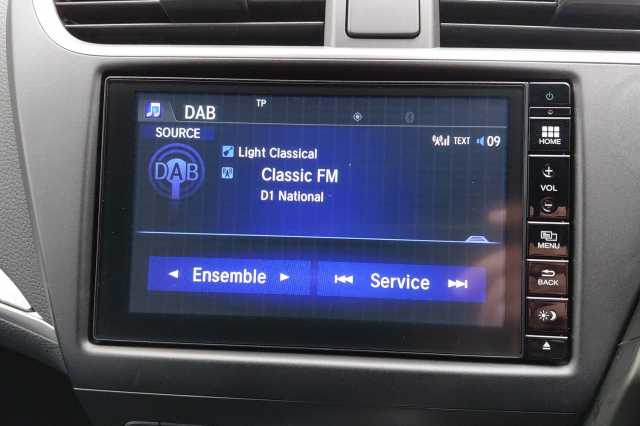 DAB
TP
SOURCE
TEXT 09
DAB
Light Classical
Classic FM
D1 National
Ensemble
Service
HOME
VOL
MENU
BACK